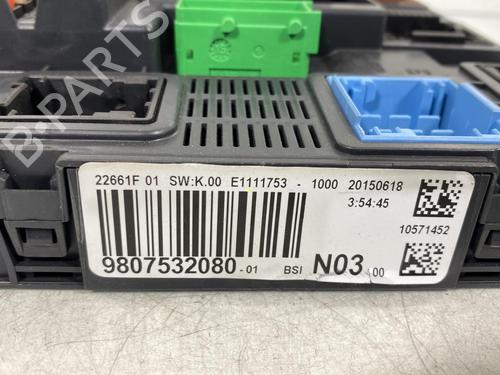 B-PARTS
22661F 01 SW:K.00 E1111753 - 1000 20150618
3:54:45
10571452
9807532080 -01 BSI N03 00